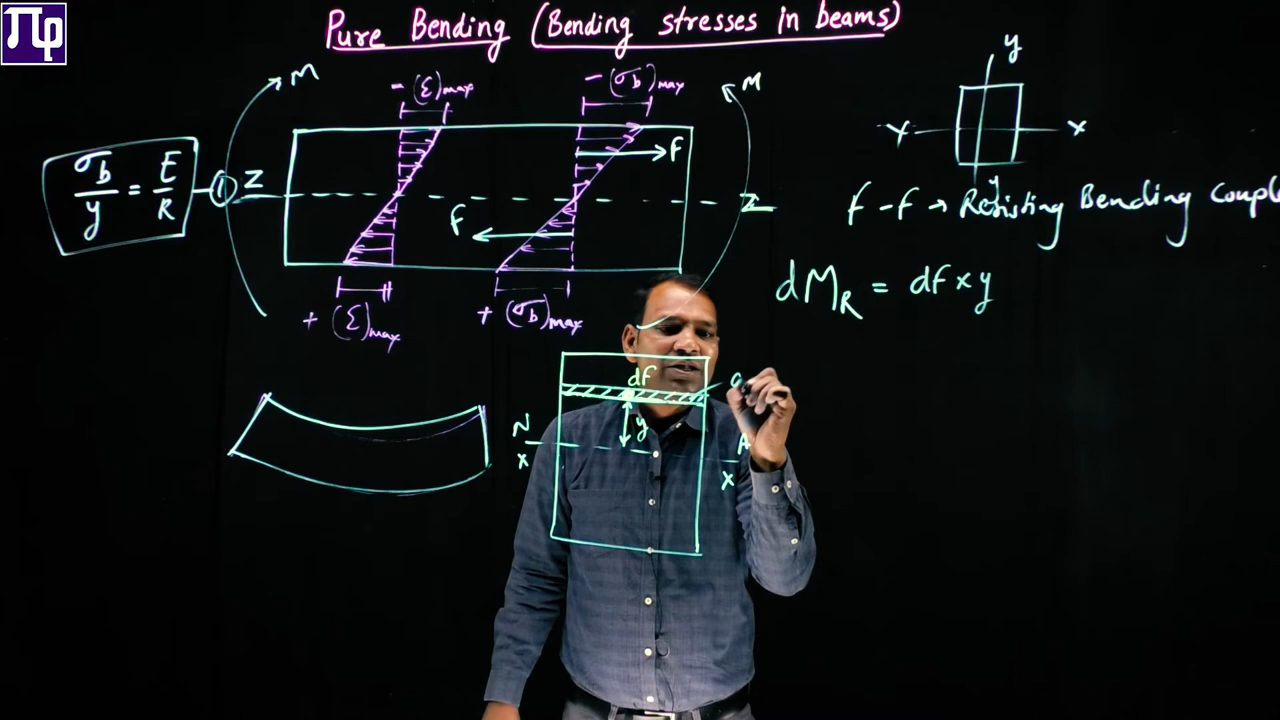 πφ
Pure Bending (Bending stresses in beams)
M
- (ε)max
- (σb)max
M
y
σb/y = E/R - ①
Z
f
f
Z
Y
X
y
f - f → Resisting Bending
+ (ε)max
+ (σb)max
dMR = df × y
df
y
N
A
X
X